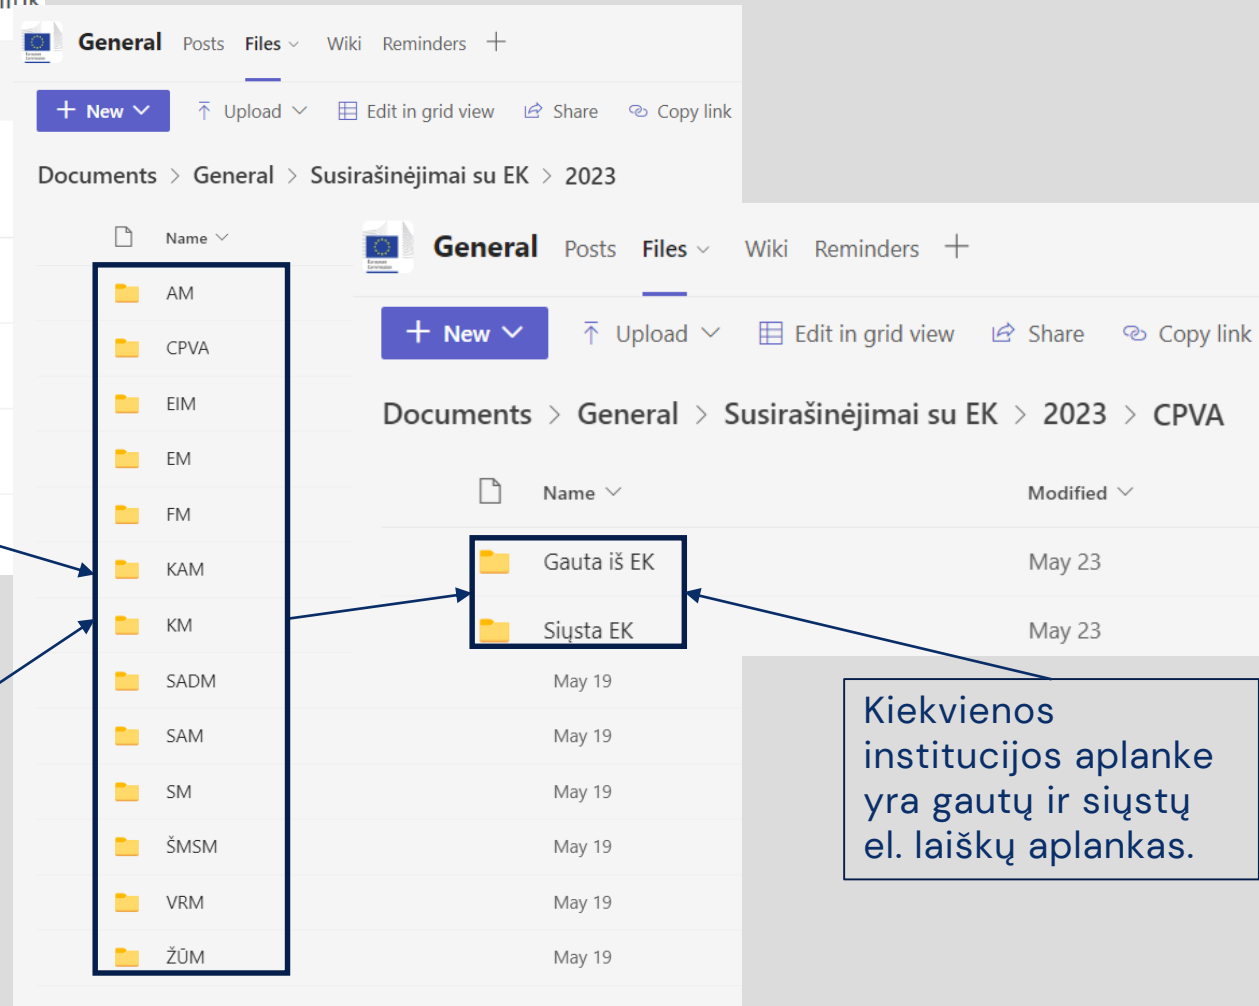 General Posts Files Wiki Reminders
New Upload Edit in grid view Share Copy link
Documents > General > Susirašinėjimai su EK > 2023
Name
AM
CPVA
EIM
EM
FM
KAM
KM
SADM May 19
SAM May 19
SM May 19
ŠMSM May 19
VRM May 19
ŽŪM May 19
General Posts Files Wiki Reminders
New Upload Edit in grid view Share Copy link
Documents > General > Susirašinėjimai su EK > 2023 > CPVA
Name Modified
Gauta iš EK May 23
Siųsta EK May 23
Kiekvienos
institucijos aplanke
yra gautų ir siųstų
el. laiškų aplankas.